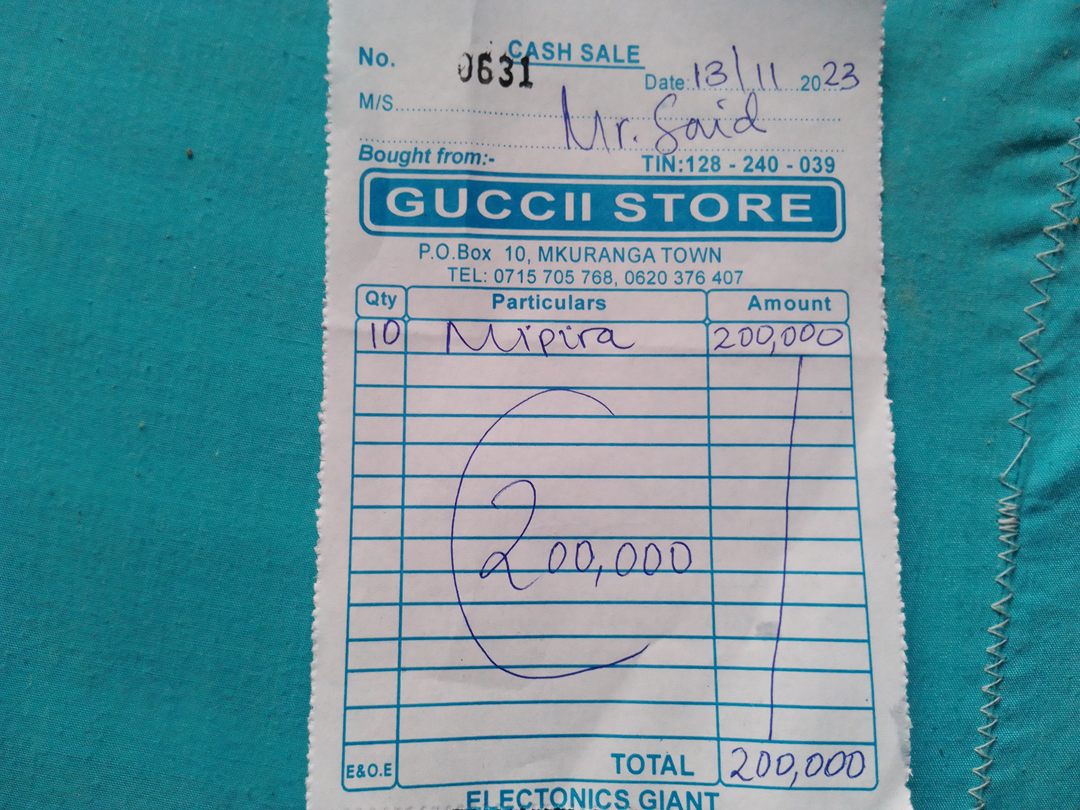 CASH SALE
No. 0631
Date: 13/11 2023
M/S. Mr. Said
Bought from:- TIN:128 - 240 - 039
GUCCII STORE
P.O.Box 10, MKURANGA TOWN
TEL: 0715 705 768, 0620 376 407
Qty Particulars Amount
10 Mipira 200,000
200,000
E&O.E TOTAL 200,000
ELECTONICS GIANT